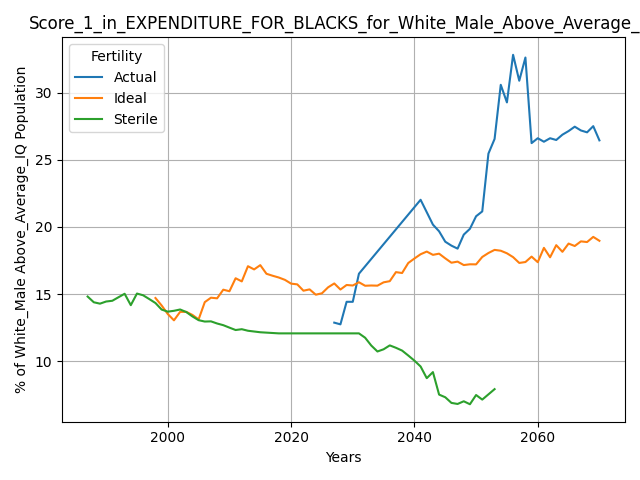 Score_1_in_EXPENDITURE_FOR_BLACKS_for_White_Male_Above_Average_
Fertility
Actual
Ideal
Sterile
% of White_Male Above_Average_IQ Population
30
25
20
15
10
2000 2020 2040 2060
Years